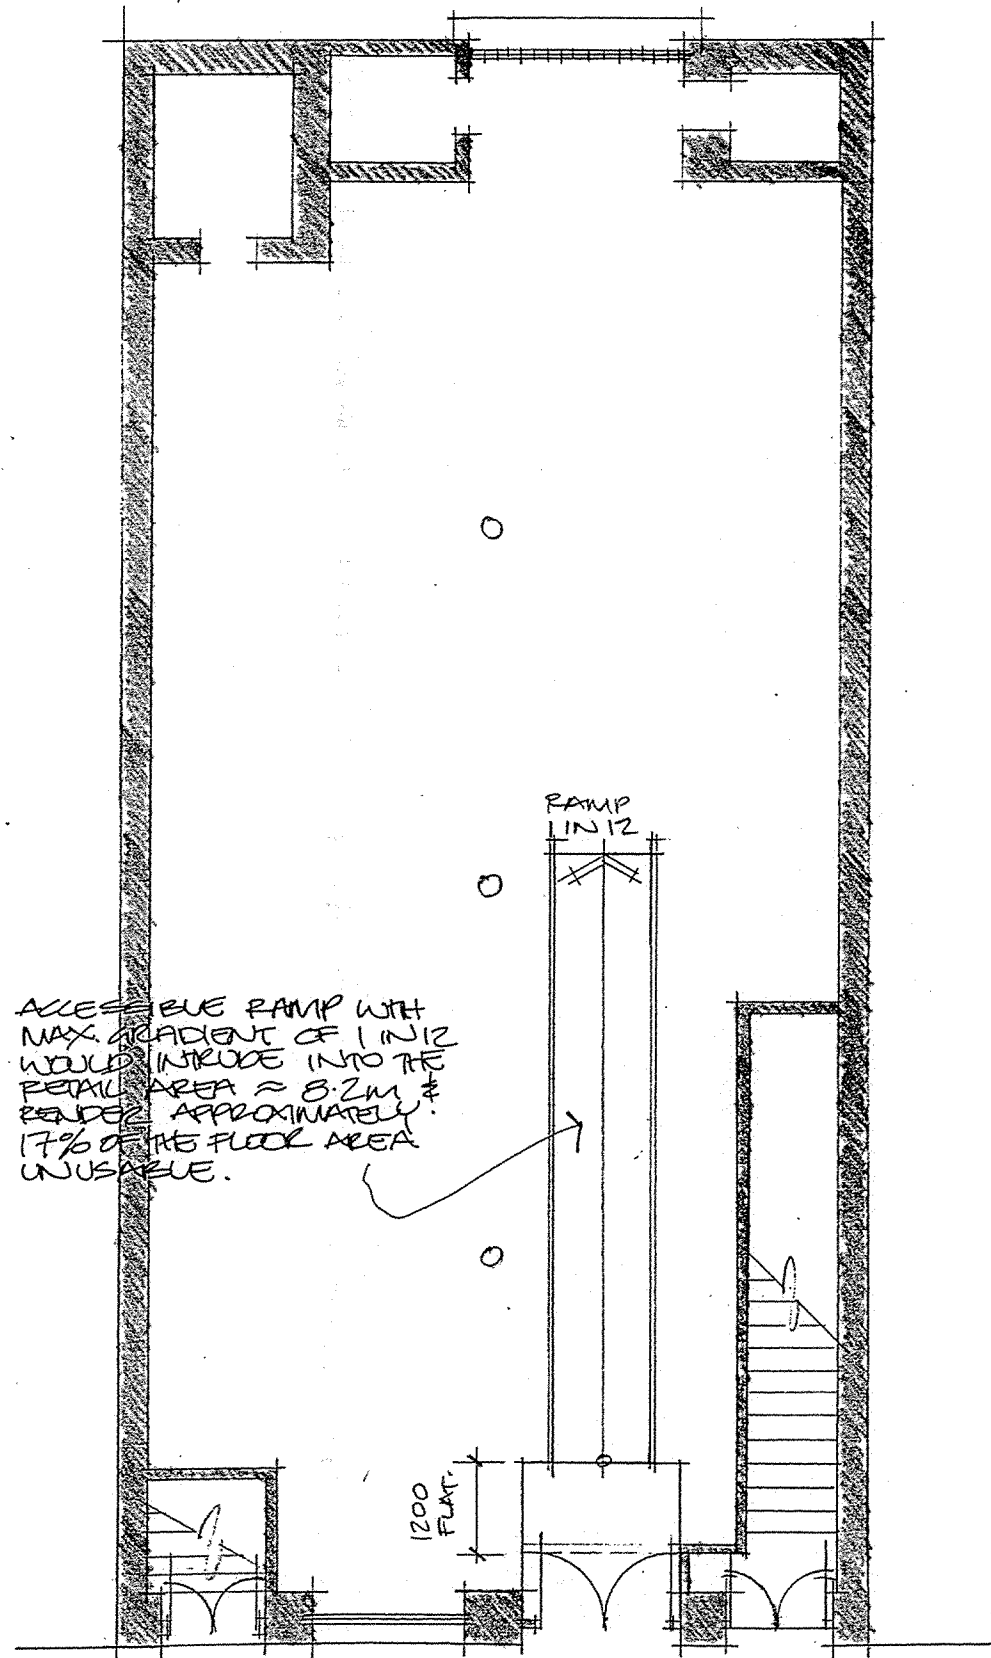 RAMP
1 IN 12
ACCESSIBLE RAMP WITH
MAX. GRADIENT OF 1 IN 12
WOULD INTRUDE INTO THE
RETAIL AREA ≈ 8.2M &
RENDER APPROXIMATELY
17% OF THE FLOOR AREA
UNUSABLE.
1200
FLAT.